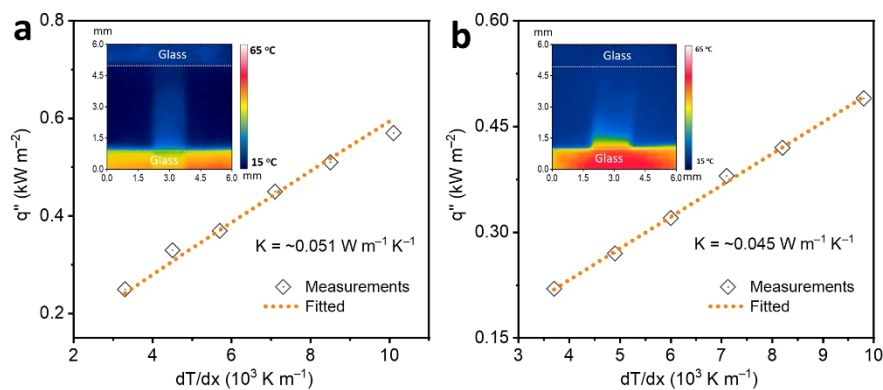 a
mm
6.0
4.5
3.0
1.5
0.0
0.0 1.5 3.0 4.5 6.0
mm
Glass
Glass
65 ºC
15 ºC
0.8
0.6
0.4
0.2
q" (kW m⁻²)
K = ~0.051 W m⁻¹ K⁻¹
Measurements
Fitted
2 4 6 8 10
dT/dx (10³ K m⁻¹)
b
mm
6.0
4.5
3.0
1.5
0.0
0.0 1.5 3.0 4.5 6.0
mm
Glass
Glass
65 ºC
15 ºC
0.60
0.45
0.30
0.15
q" (kW m⁻²)
K = ~0.045 W m⁻¹ K⁻¹
Measurements
Fitted
3 4 5 6 7 8 9 10
dT/dx (10³ K m⁻¹)